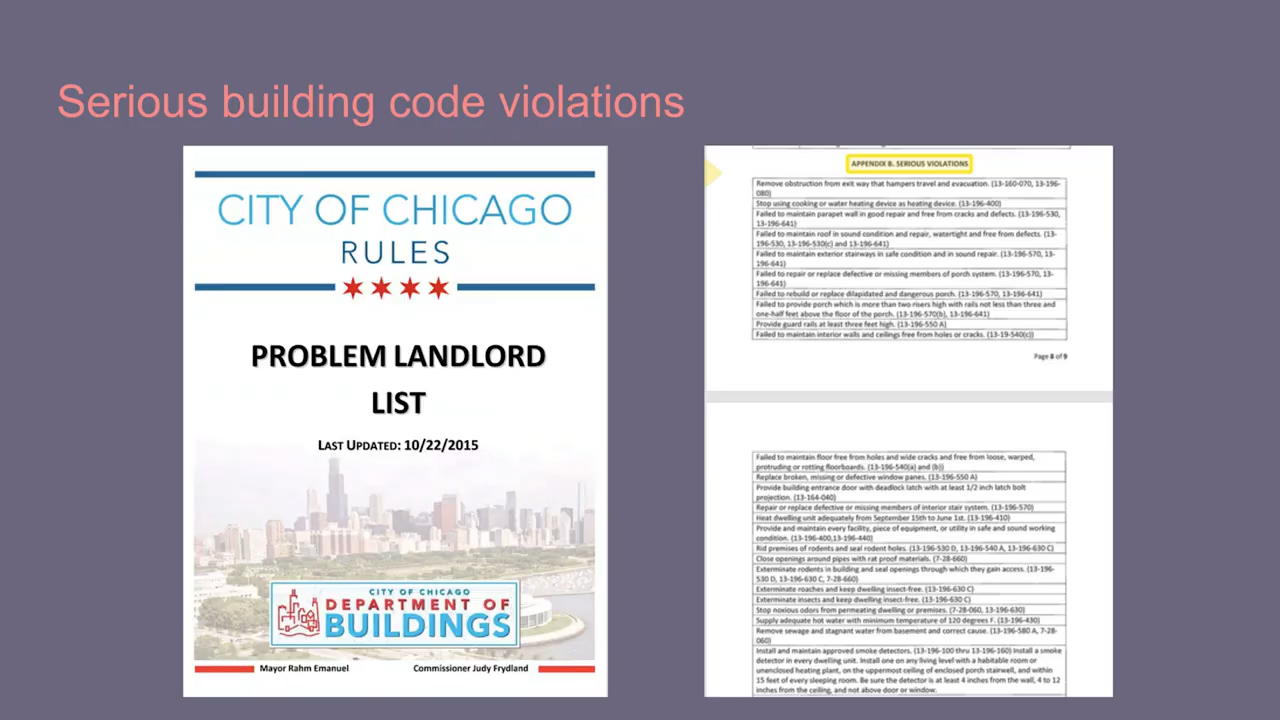 Serious building code violations
CITY OF CHICAGO
RULES
PROBLEM LANDLORD
LIST
LAST UPDATED: 10/22/2015
CITY OF CHICAGO
DEPARTMENT OF
BUILDINGS
Mayor Rahm Emanuel
Commissioner Judy Frydland
APPENDIX B. SERIOUS VIOLATIONS
Remove obstruction from exit way that hampers travel and evacuation. (13-160-070, 13-196-
080)
Stop using cooking or water heating device as heating device. (13-196-400)
Failed to maintain parapet wall in good repair and free from cracks and defects. (13-196-530,
13-196-641)
Failed to maintain roof in sound condition and repair, watertight and free from defects. (13-
196-530, 13-196-530(c) and 13-196-641)
Failed to maintain exterior stairways in safe condition and in sound repair. (13-196-570, 13-
196-641)
Failed to repair or replace defective or missing members of porch system. (13-196-570, 13-
196-641)
Failed to rebuild or replace dilapidated and dangerous porch. (13-196-570, 13-196-641)
Failed to provide porch which is more than two risers high with rails not less than three and
one-half feet above the floor of the porch. (13-196-570(b), 13-196-641)
Provide guard rails at least three feet high. (13-196-550 A)
Failed to maintain interior walls and ceilings free from holes or cracks. (13-19-540(c))
Page 8 of 9
Failed to maintain floor free from holes and wide cracks and free from loose, warped,
protruding or rotting floorboards. (13-196-540(a) and (b))
Replace broken, missing or defective window panes. (13-196-550 A)
Provide building entrance door with deadlock latch with at least 1/2 inch latch bolt
projection. (13-164-040)
Repair or replace defective or missing members of interior stair system. (13-196-570)
Heat dwelling unit adequately from September 15th to June 1st. (13-196-410)
Provide and maintain every facility, piece of equipment, or utility in safe and sound working
condition. (13-196-400,13-196-440)
Rid premises of rodents and seal rodent holes. (13-196-530 D, 13-196-540 A, 13-196-630 C)
Close openings around pipes with rat proof materials. (7-28-660)
Exterminate rodents in building and seal openings through which they gain access. (13-196-
530 D, 13-196-630 C, 7-28-660)
Exterminate roaches and keep dwelling insect-free. (13-196-630 C)
Exterminate insects and keep dwelling insect-free. (13-196-630 C)
Stop noxious odors from permeating dwelling or premises. (7-28-060, 13-196-630)
Supply adequate hot water with minimum temperature of 120 degrees F. (13-196-430)
Remove sewage and stagnant water from basement and correct cause. (13-196-580 A, 7-28-
060)
Install and maintain approved smoke detectors. (13-196-100 thru 13-196-160) Install a smoke
detector in every dwelling unit. Install one on any living level with a habitable room or
unenclosed heating plant, on the uppermost ceiling of enclosed porch stairwell, and within
15 feet of every sleeping room. Be sure the detector is at least 4 inches from the wall, 4 to 12
inches from the ceiling, and not above door or window.